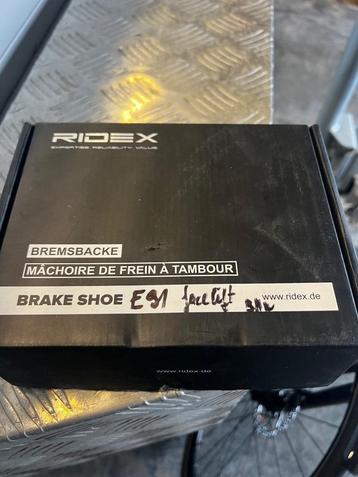 RIDEX
EXPERTISE. RELIABILITY. VALUE.
BREMSBACKE
MÂCHOIRE DE FREIN À TAMBOUR
BRAKE SHOE E91 facelift www.ridex.de
www.ridex.de